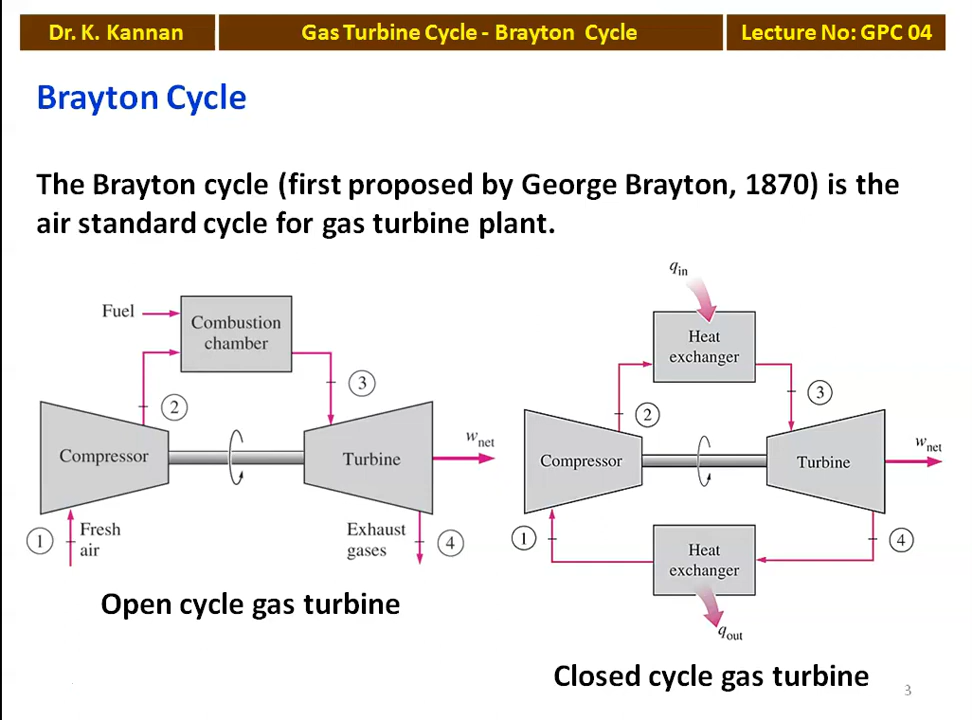 Dr. K. Kannan
Gas Turbine Cycle - Brayton Cycle
Lecture No: GPC 04
Brayton Cycle
The Brayton cycle (first proposed by George Brayton, 1870) is the
air standard cycle for gas turbine plant.
Fuel
Combustion
chamber
2
3
Compressor
Turbine
wnet
1
Fresh
air
Exhaust
gases
4
Open cycle gas turbine
qin
Heat
exchanger
2
3
Compressor
Turbine
wnet
1
Heat
exchanger
4
qout
Closed cycle gas turbine
3